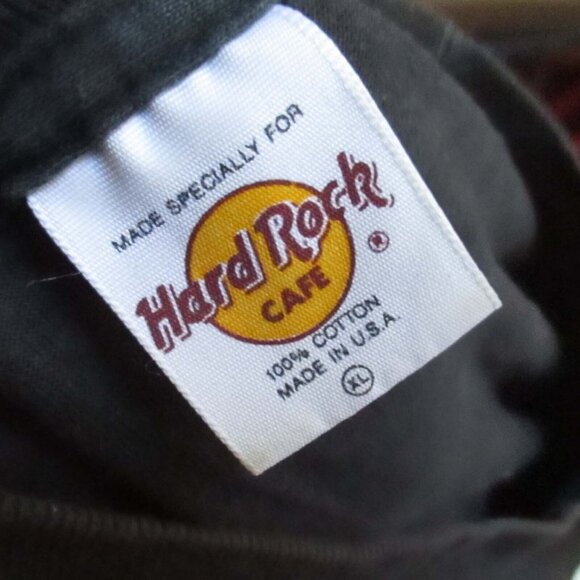 MADE SPECIALLY FOR
Hard Rock
CAFE
®
100% COTTON
MADE IN U.S.A.
XL